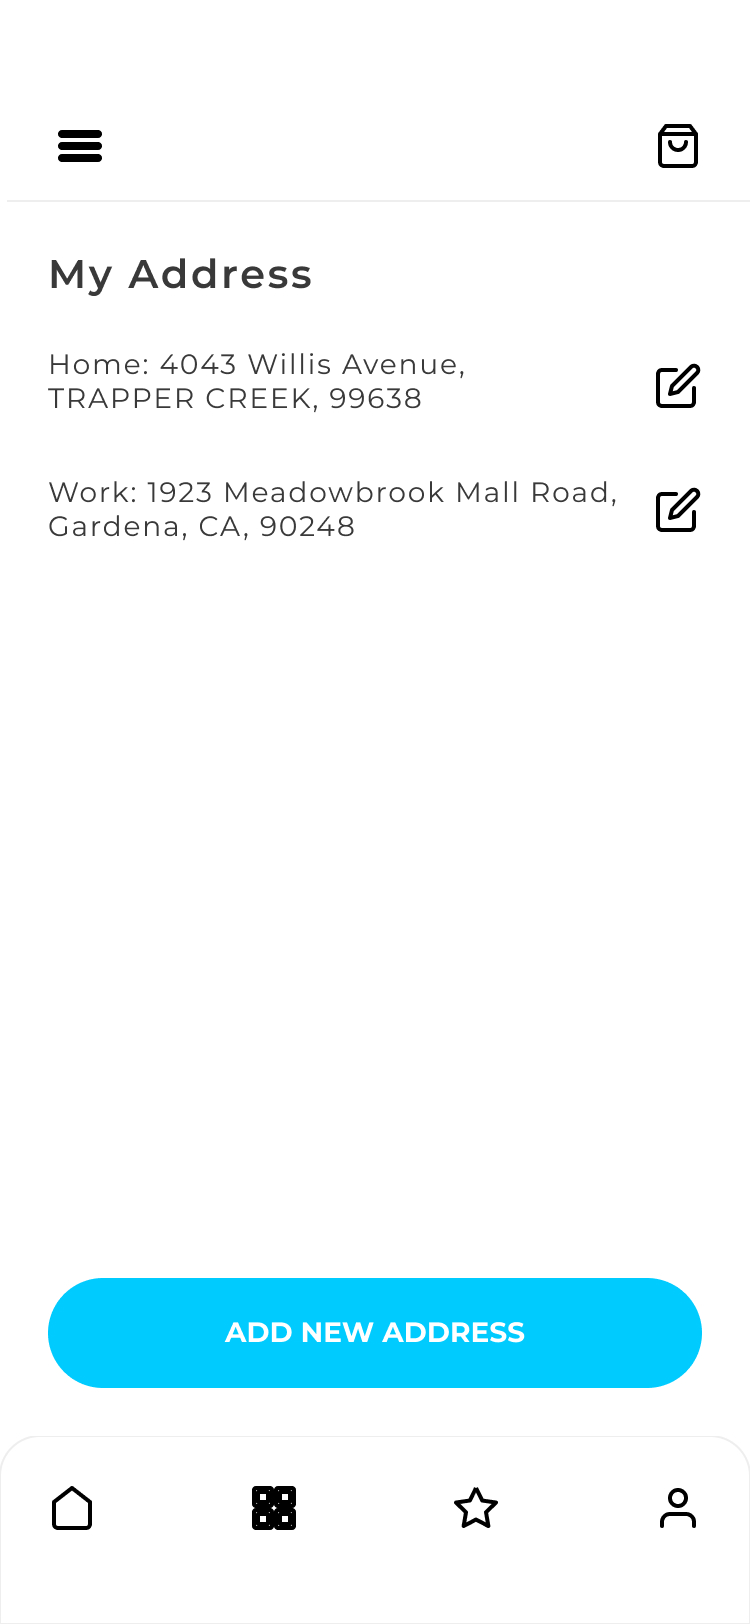 My Address
Home: 4043 Willis Avenue,
TRAPPER CREEK, 99638
Work: 1923 Meadowbrook Mall Road,
Gardena, CA, 90248
ADD NEW ADDRESS